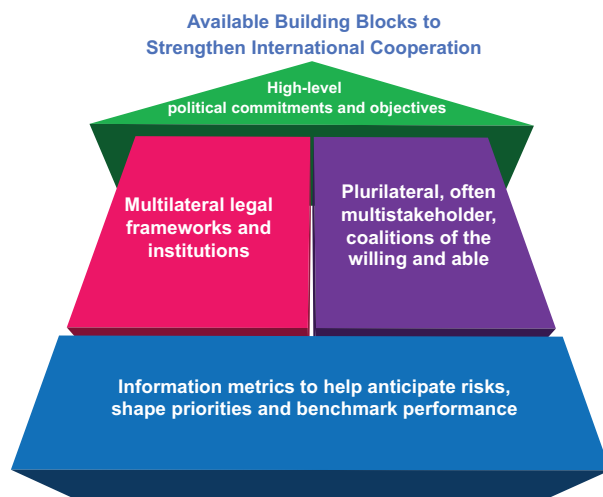 Available Building Blocks to
Strengthen International Cooperation
High-level
political commitments and objectives
Multilateral legal
frameworks and
institutions
Plurilateral, often
multistakeholder,
coalitions of the
willing and able
Information metrics to help anticipate risks,
shape priorities and benchmark performance